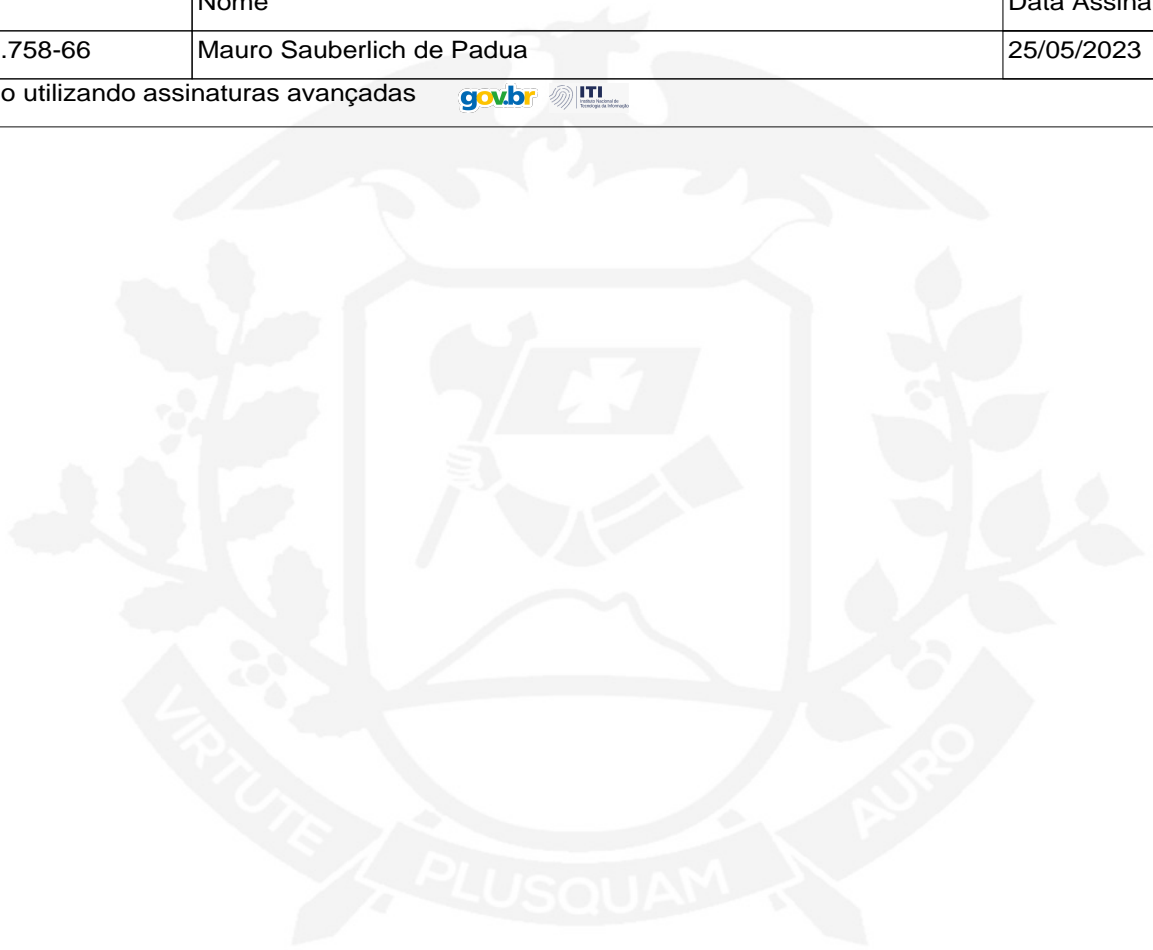 Nome Data Assina
.758-66 Mauro Sauberlich de Padua 25/05/2023
o utilizando assinaturas avançadas gov.br ITI
VIRTUTE PLUSQUAM AURO